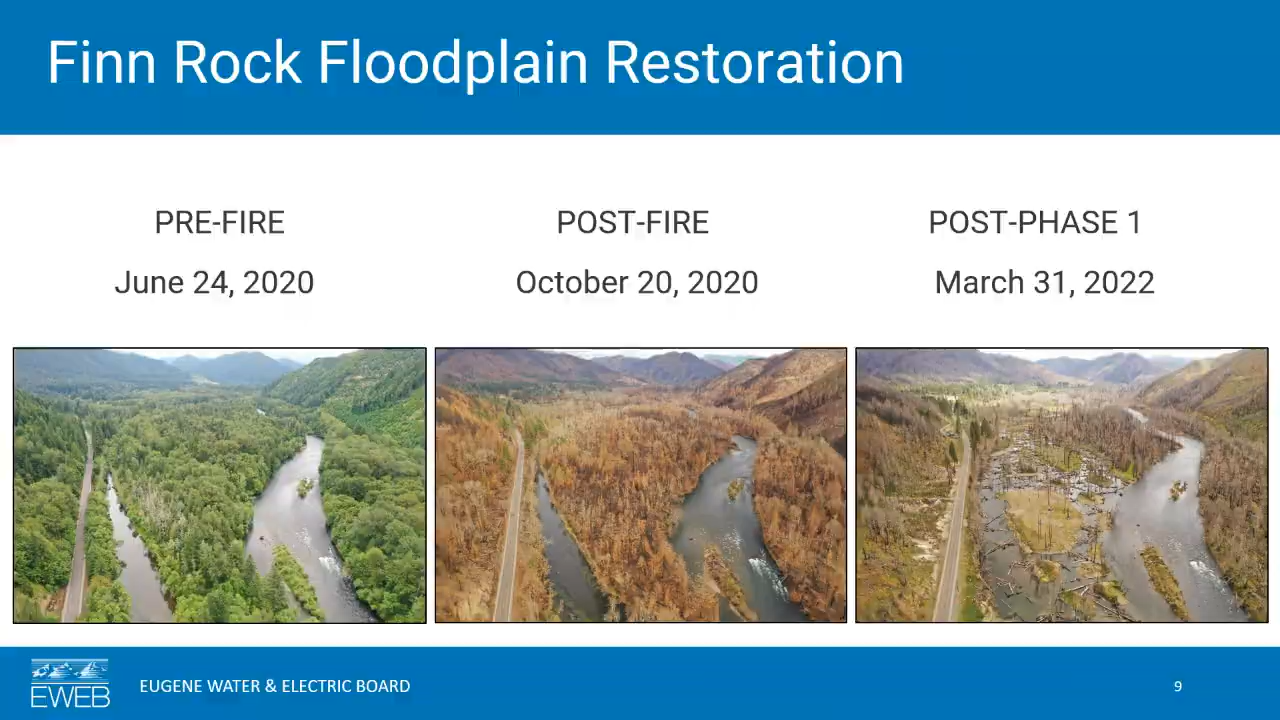 Finn Rock Floodplain Restoration
PRE-FIRE
June 24, 2020
POST-FIRE
October 20, 2020
POST-PHASE 1
March 31, 2022
EWEB
EUGENE WATER & ELECTRIC BOARD
9